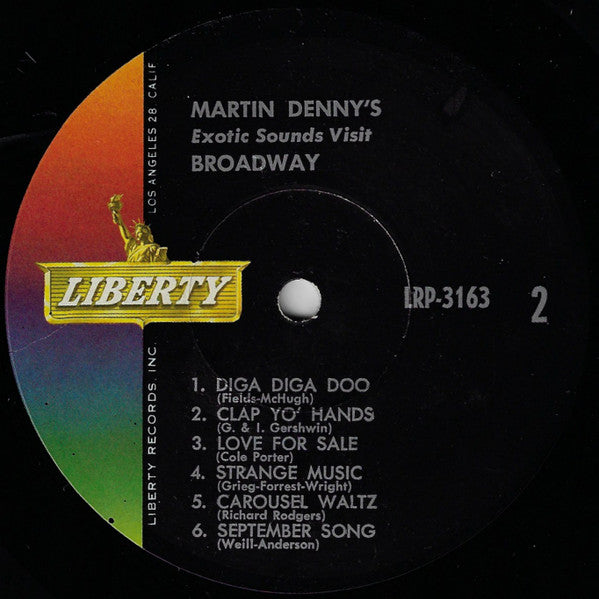 MARTIN DENNY'S
Exotic Sounds Visit
BROADWAY
LIBERTY
LRP-3163
2
1. DIGA DIGA DOO
(Fields-McHugh)
2. CLAP YO' HANDS
(G. & I. Gershwin)
3. LOVE FOR SALE
(Cole Porter)
4. STRANGE MUSIC
(Grieg-Forrest-Wright)
5. CAROUSEL WALTZ
(Richard Rodgers)
6. SEPTEMBER SONG
(Weill-Anderson)
LIBERTY RECORDS, INC. LOS ANGELES 28 CALIF